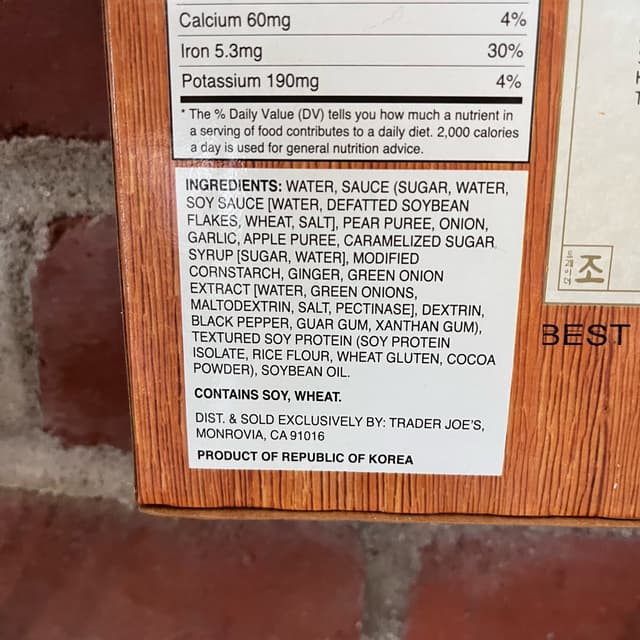 Calcium 60mg 4%
Iron 5.3mg 30%
Potassium 190mg 4%
* The % Daily Value (DV) tells you how much a nutrient in
a serving of food contributes to a daily diet. 2,000 calories
a day is used for general nutrition advice.
INGREDIENTS: WATER, SAUCE (SUGAR, WATER,
SOY SAUCE [WATER, DEFATTED SOYBEAN
FLAKES, WHEAT, SALT], PEAR PUREE, ONION,
GARLIC, APPLE PUREE, CARAMELIZED SUGAR
SYRUP [SUGAR, WATER], MODIFIED
CORNSTARCH, GINGER, GREEN ONION
EXTRACT [WATER, GREEN ONIONS,
MALTODEXTRIN, SALT, PECTINASE], DEXTRIN,
BLACK PEPPER, GUAR GUM, XANTHAN GUM),
TEXTURED SOY PROTEIN (SOY PROTEIN
ISOLATE, RICE FLOUR, WHEAT GLUTEN, COCOA
POWDER), SOYBEAN OIL.
CONTAINS SOY, WHEAT.
DIST. & SOLD EXCLUSIVELY BY: TRADER JOE'S,
MONROVIA, CA 91016
PRODUCT OF REPUBLIC OF KOREA
트레이더
조
BEST